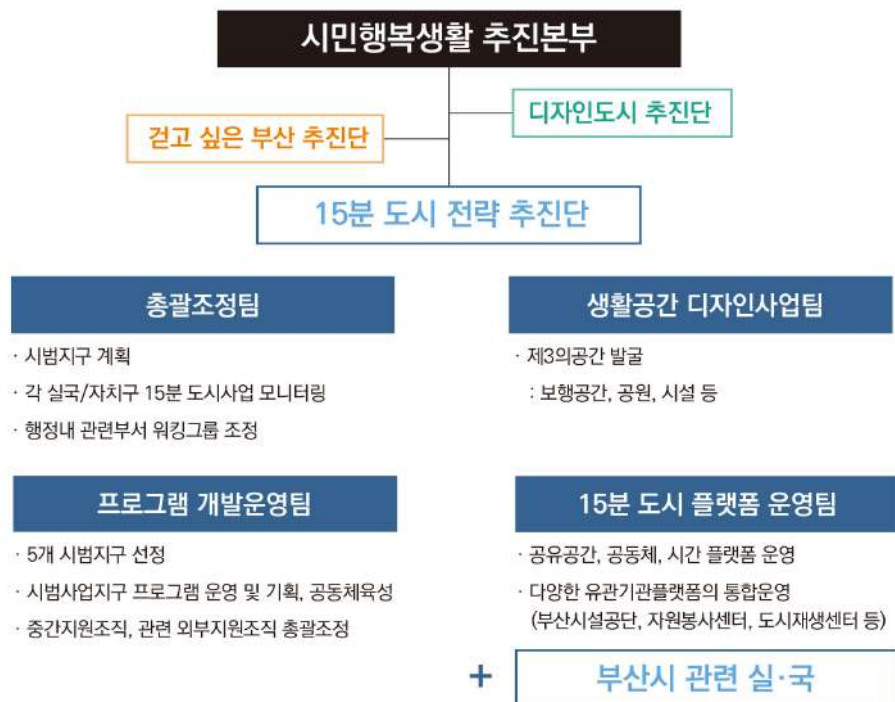 시민행복생활 추진본부
디자인도시 추진단
걷고 싶은 부산 추진단
15분 도시 전략 추진단
총괄조정팀
· 시범지구 계획
· 각 실국/자치구 15분 도시사업 모니터링
· 행정내 관련부서 워킹그룹 조정
생활공간 디자인사업팀
· 제3의공간 발굴
: 보행공간, 공원, 시설 등
프로그램 개발운영팀
· 5개 시범지구 선정
· 시범사업지구 프로그램 운영 및 기획, 공동체육성
· 중간지원조직, 관련 외부지원조직 총괄조정
15분 도시 플랫폼 운영팀
· 공유공간, 공동체, 시간 플랫폼 운영
· 다양한 유관기관플랫폼의 통합운영
(부산시설공단, 자원봉사센터, 도시재생센터 등)
+ 부산시 관련 실·국